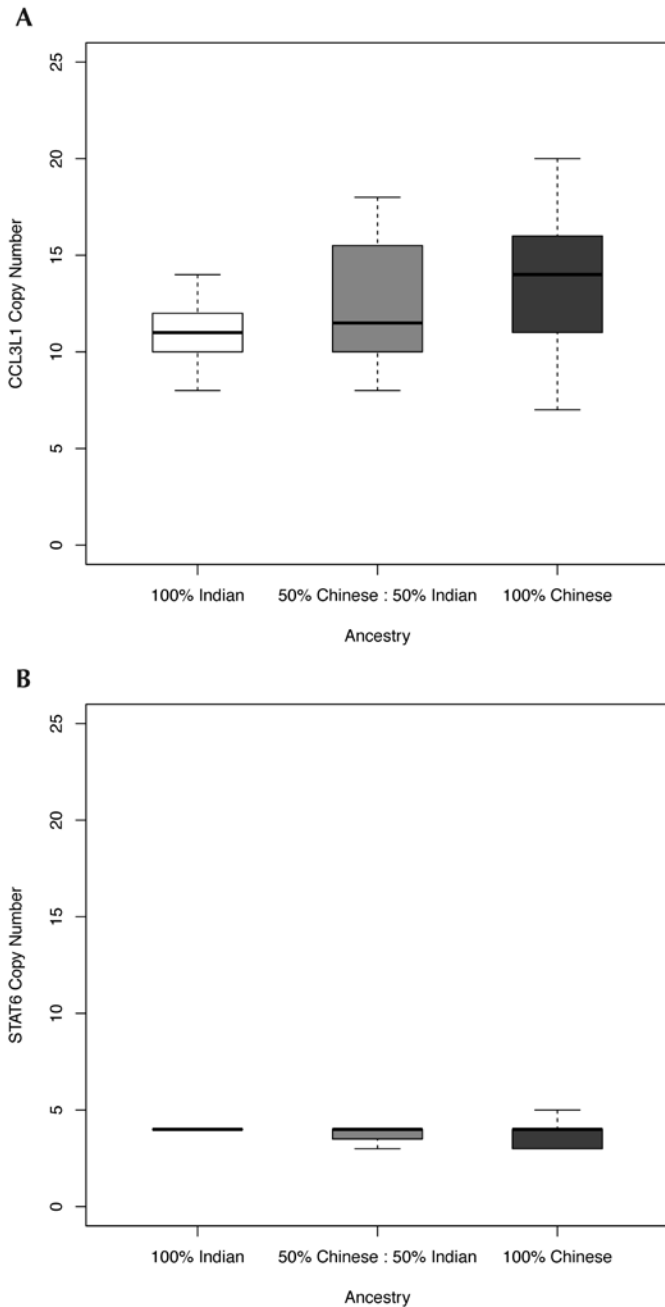 A
25
20
15
10
5
0
CCL3L1 Copy Number
100% Indian 50% Chinese : 50% Indian 100% Chinese
Ancestry
B
25
20
15
10
5
0
STAT6 Copy Number
100% Indian 50% Chinese : 50% Indian 100% Chinese
Ancestry